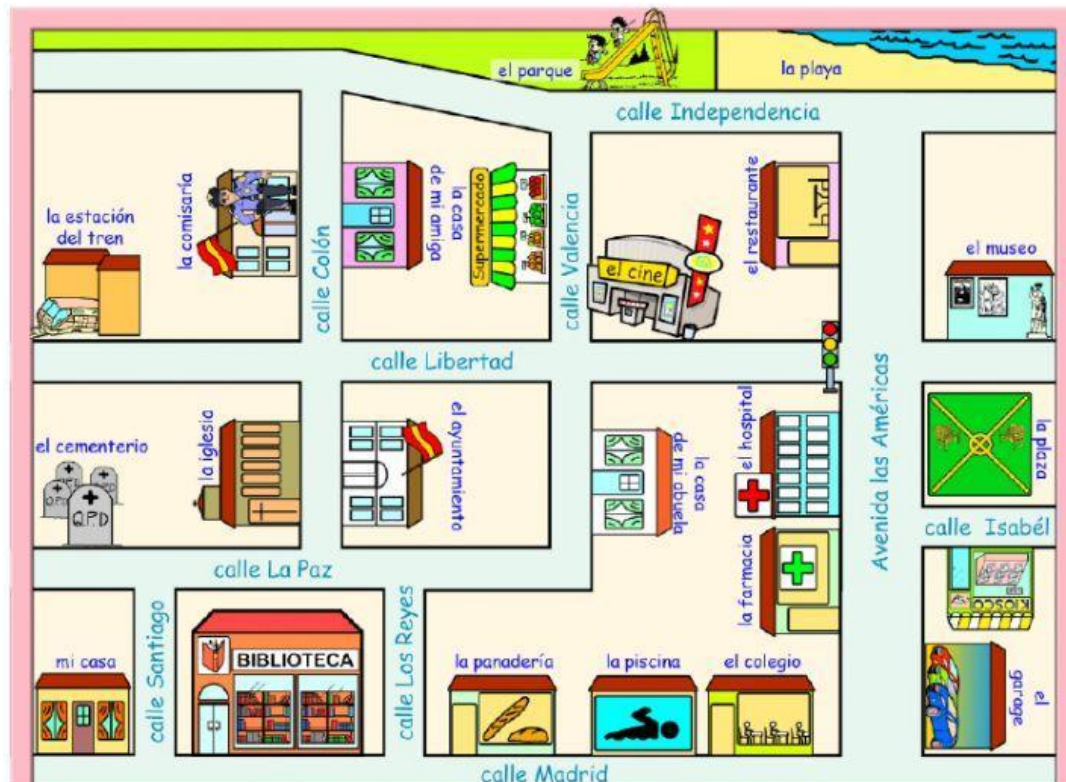 el parque
la playa
calle Independencia
la estación
del tren
la comisaría
calle Colón
la casa
de mi amiga
Supermercado
calle Valencia
el cine
el restaurante
el museo
calle Libertad
Avenida las Américas
el cementerio
Q.P.D
la iglesia
el ayuntamiento
la casa
de mi abuela
el hospital
la plaza
calle Isabél
calle La Paz
la farmacia
KIOSCO
mi casa
calle Santiago
BIBLIOTECA
calle Los Reyes
la panadería
la piscina
el colegio
el
garage
calle Madrid